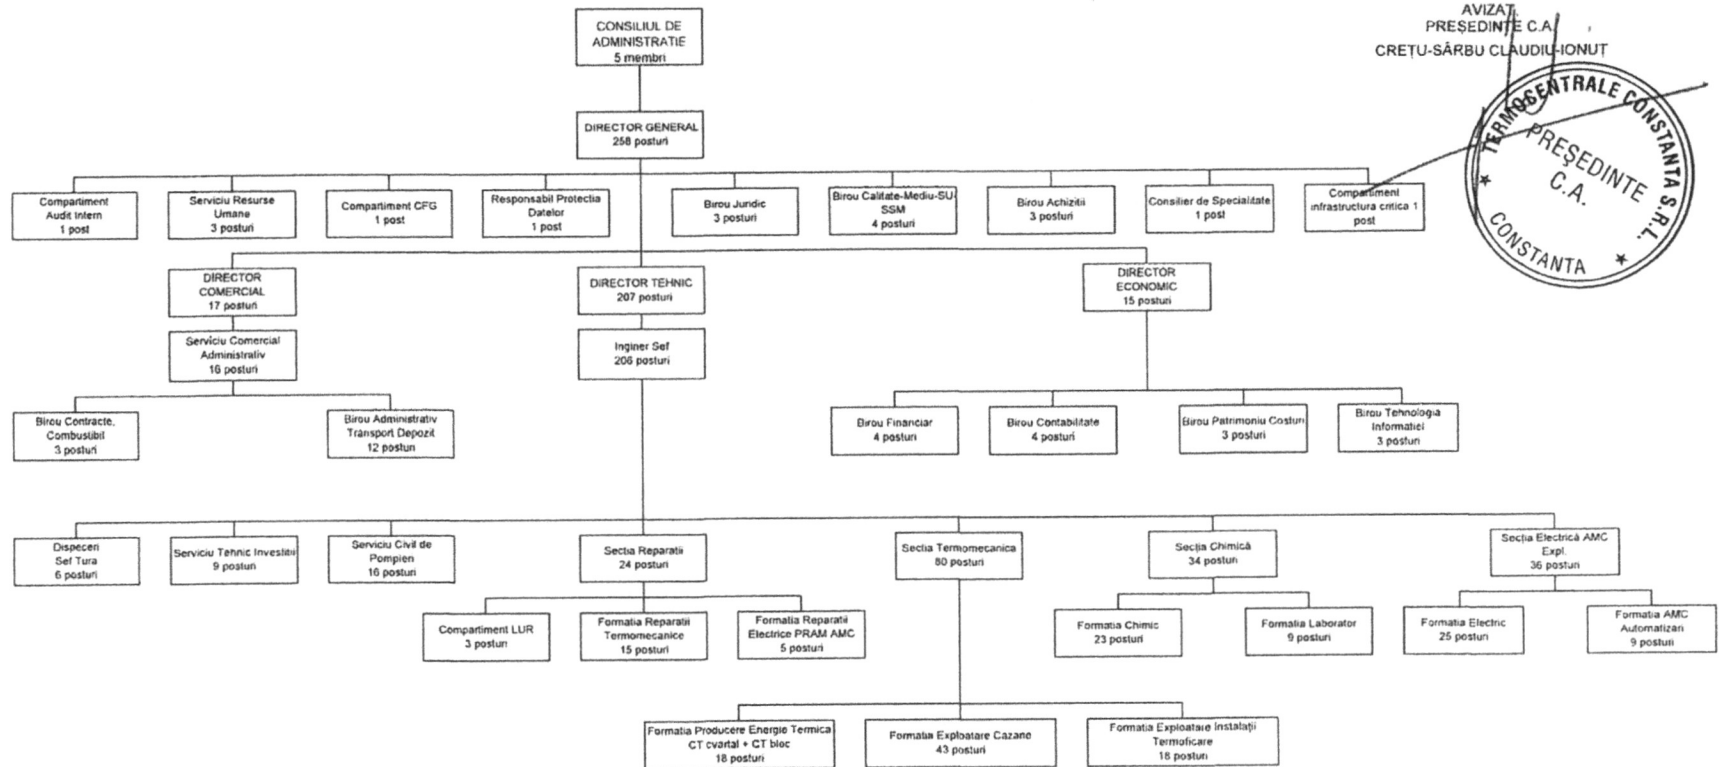 CONSILIUL DE
ADMINISTRATIE
5 membri
AVIZAT,
PREȘEDINTE C.A.
CREȚU-SÂRBU CLAUDIU-IONUȚ
TERMOCENTRALE CONSTANTA S.R.L.
PREȘEDINTE
C.A.
CONSTANTA
DIRECTOR GENERAL
258 posturi
Compartiment
Audit Intern
1 post
Serviciu Resurse
Umane
3 posturi
Compartiment CFG
1 post
Responsabil Protectia
Datelor
1 post
Birou Juridic
3 posturi
Birou Calitate-Mediu-SU-
SSM
4 posturi
Birou Achizitii
3 posturi
Consilier de Specialitate
1 post
Compartiment
infrastructura critica 1
post
DIRECTOR
COMERCIAL
17 posturi
DIRECTOR TEHNIC
207 posturi
DIRECTOR
ECONOMIC
15 posturi
Serviciu Comercial
Administrativ
16 posturi
Inginer Sef
206 posturi
Birou Contracte,
Combustibil
3 posturi
Birou Administrativ
Transport Depozit
12 posturi
Birou Financiar
4 posturi
Birou Contabilitate
4 posturi
Birou Patrimoniu Costuri
3 posturi
Birou Tehnologia
Informatiei
3 posturi
Dispeceri
Sef Tura
6 posturi
Serviciu Tehnic Investitii
9 posturi
Serviciu Civil de
Pompieri
16 posturi
Sectia Reparatii
24 posturi
Sectia Termomecanica
80 posturi
Secția Chimică
34 posturi
Secția Electrică AMC
Expl.
36 posturi
Compartiment LUR
3 posturi
Formatia Reparatii
Termomecanice
15 posturi
Formatia Reparatii
Electrice PRAM AMC
5 posturi
Formatia Chimic
23 posturi
Formatia Laborator
9 posturi
Formatia Electric
25 posturi
Formatia AMC
Automatizari
9 posturi
Formatia Producere Energie Termica
CT cvartal + CT bloc
18 posturi
Formatia Exploatare Cazane
43 posturi
Formatia Exploatare Instalații
Termoficare
18 posturi